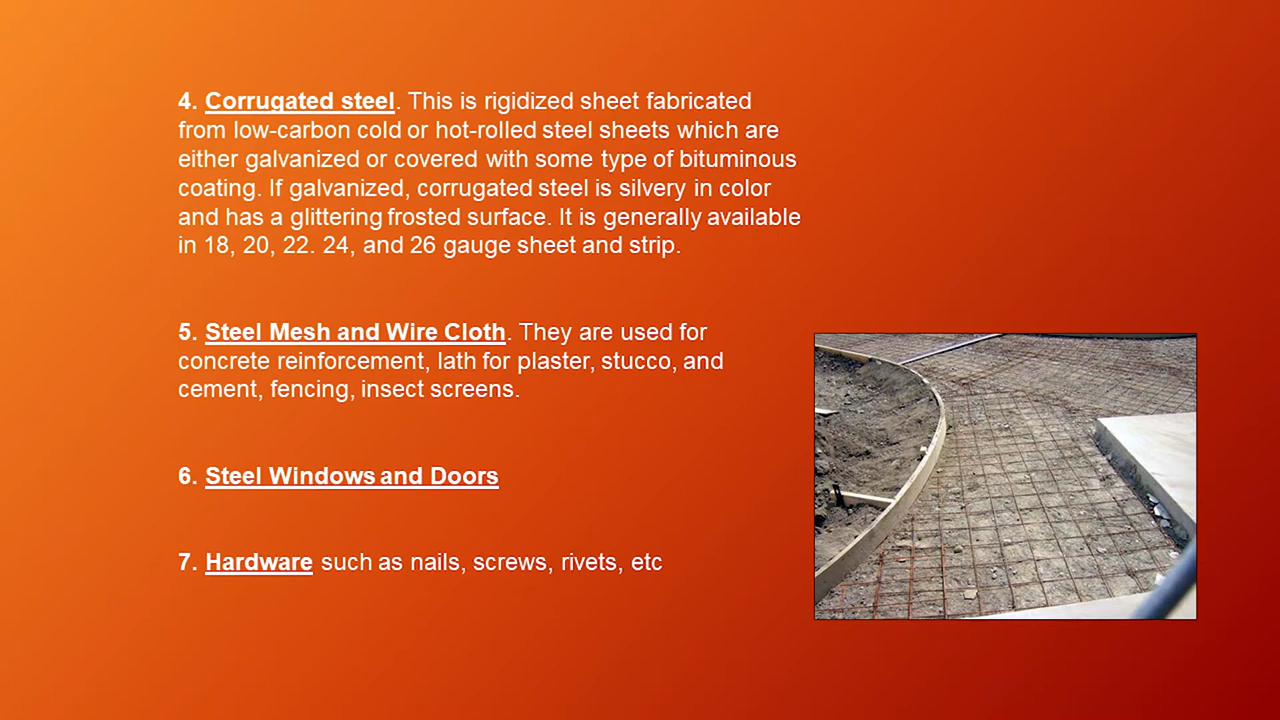 4. Corrugated steel. This is rigidized sheet fabricated
from low-carbon cold or hot-rolled steel sheets which are
either galvanized or covered with some type of bituminous
coating. If galvanized, corrugated steel is silvery in color
and has a glittering frosted surface. It is generally available
in 18, 20, 22. 24, and 26 gauge sheet and strip.
5. Steel Mesh and Wire Cloth. They are used for
concrete reinforcement, lath for plaster, stucco, and
cement, fencing, insect screens.
6. Steel Windows and Doors
7. Hardware such as nails, screws, rivets, etc